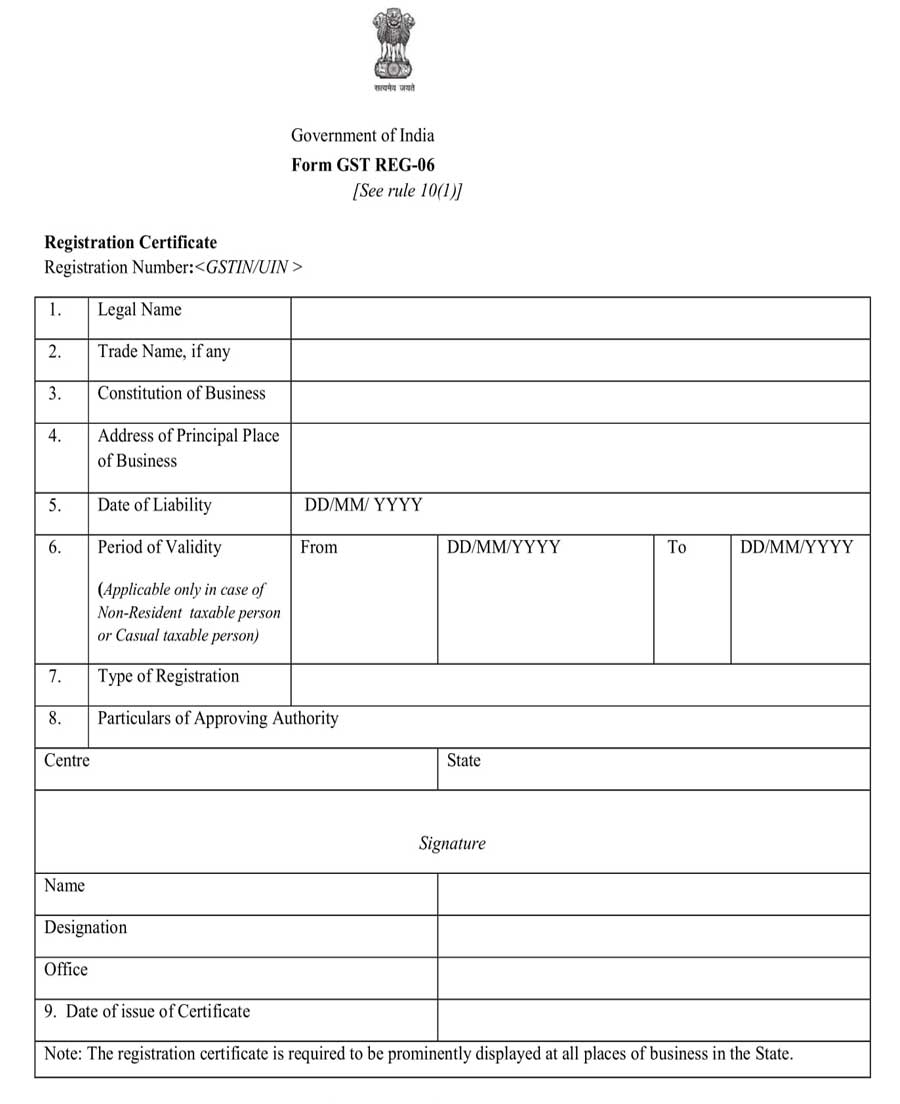 सत्यमेव जयते
Government of India
Form GST REG-06
[See rule 10(1)]
Registration Certificate
Registration Number:<GSTIN/UIN >
1. Legal Name
2. Trade Name, if any
3. Constitution of Business
4. Address of Principal Place
of Business
5. Date of Liability DD/MM/ YYYY
6. Period of Validity From DD/MM/YYYY To DD/MM/YYYY
(Applicable only in case of
Non-Resident taxable person
or Casual taxable person)
7. Type of Registration
8. Particulars of Approving Authority
Centre State
Signature
Name
Designation
Office
9. Date of issue of Certificate
Note: The registration certificate is required to be prominently displayed at all places of business in the State.